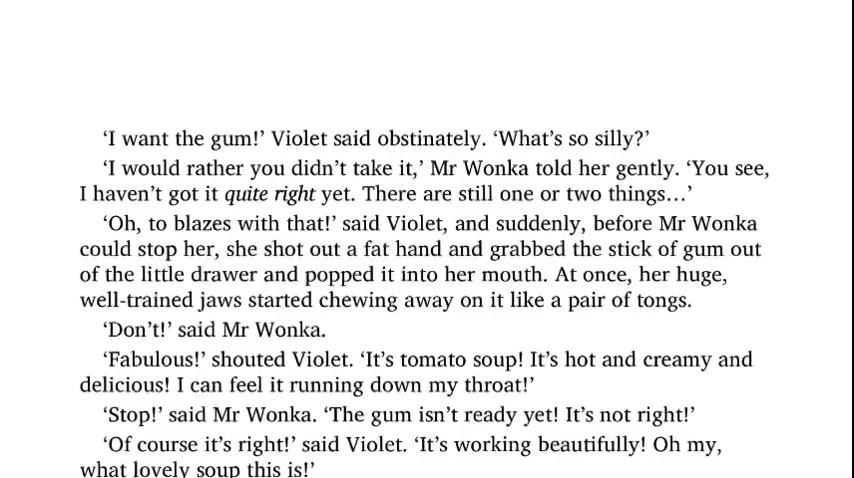 ‘I want the gum!’ Violet said obstinately. ‘What’s so silly?’
‘I would rather you didn’t take it,’ Mr Wonka told her gently. ‘You see,
I haven’t got it quite right yet. There are still one or two things…’
‘Oh, to blazes with that!’ said Violet, and suddenly, before Mr Wonka
could stop her, she shot out a fat hand and grabbed the stick of gum out
of the little drawer and popped it into her mouth. At once, her huge,
well-trained jaws started chewing away on it like a pair of tongs.
‘Don’t!’ said Mr Wonka.
‘Fabulous!’ shouted Violet. ‘It’s tomato soup! It’s hot and creamy and
delicious! I can feel it running down my throat!’
‘Stop!’ said Mr Wonka. ‘The gum isn’t ready yet! It’s not right!’
‘Of course it’s right!’ said Violet. ‘It’s working beautifully! Oh my,
what lovely soup this is!’